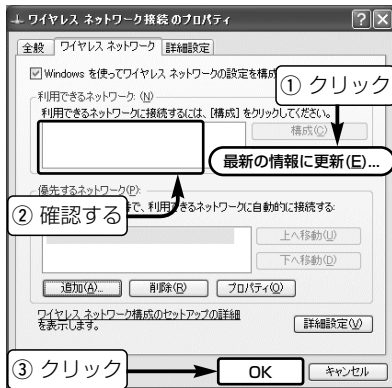 ワイヤレス ネットワーク接続のプロパティ
全般 ワイヤレス ネットワーク 詳細設定
Windows を使ってワイヤレス ネットワークの設定を構成
① クリック
利用できるネットワーク: (N)
利用できるネットワークに接続するには、[構成] をクリックしてください。
構成(C)
最新の情報に更新(E)...
優先するネットワーク(P):
② 確認する
で、利用できるネットワークに自動的に接続する:
上へ移動(U)
下へ移動(D)
追加(A)... 削除(R) プロパティ(O)
ワイヤレス ネットワーク構成のセットアップの詳細
を表示します。
詳細設定(V)
③ クリック
OK キャンセル